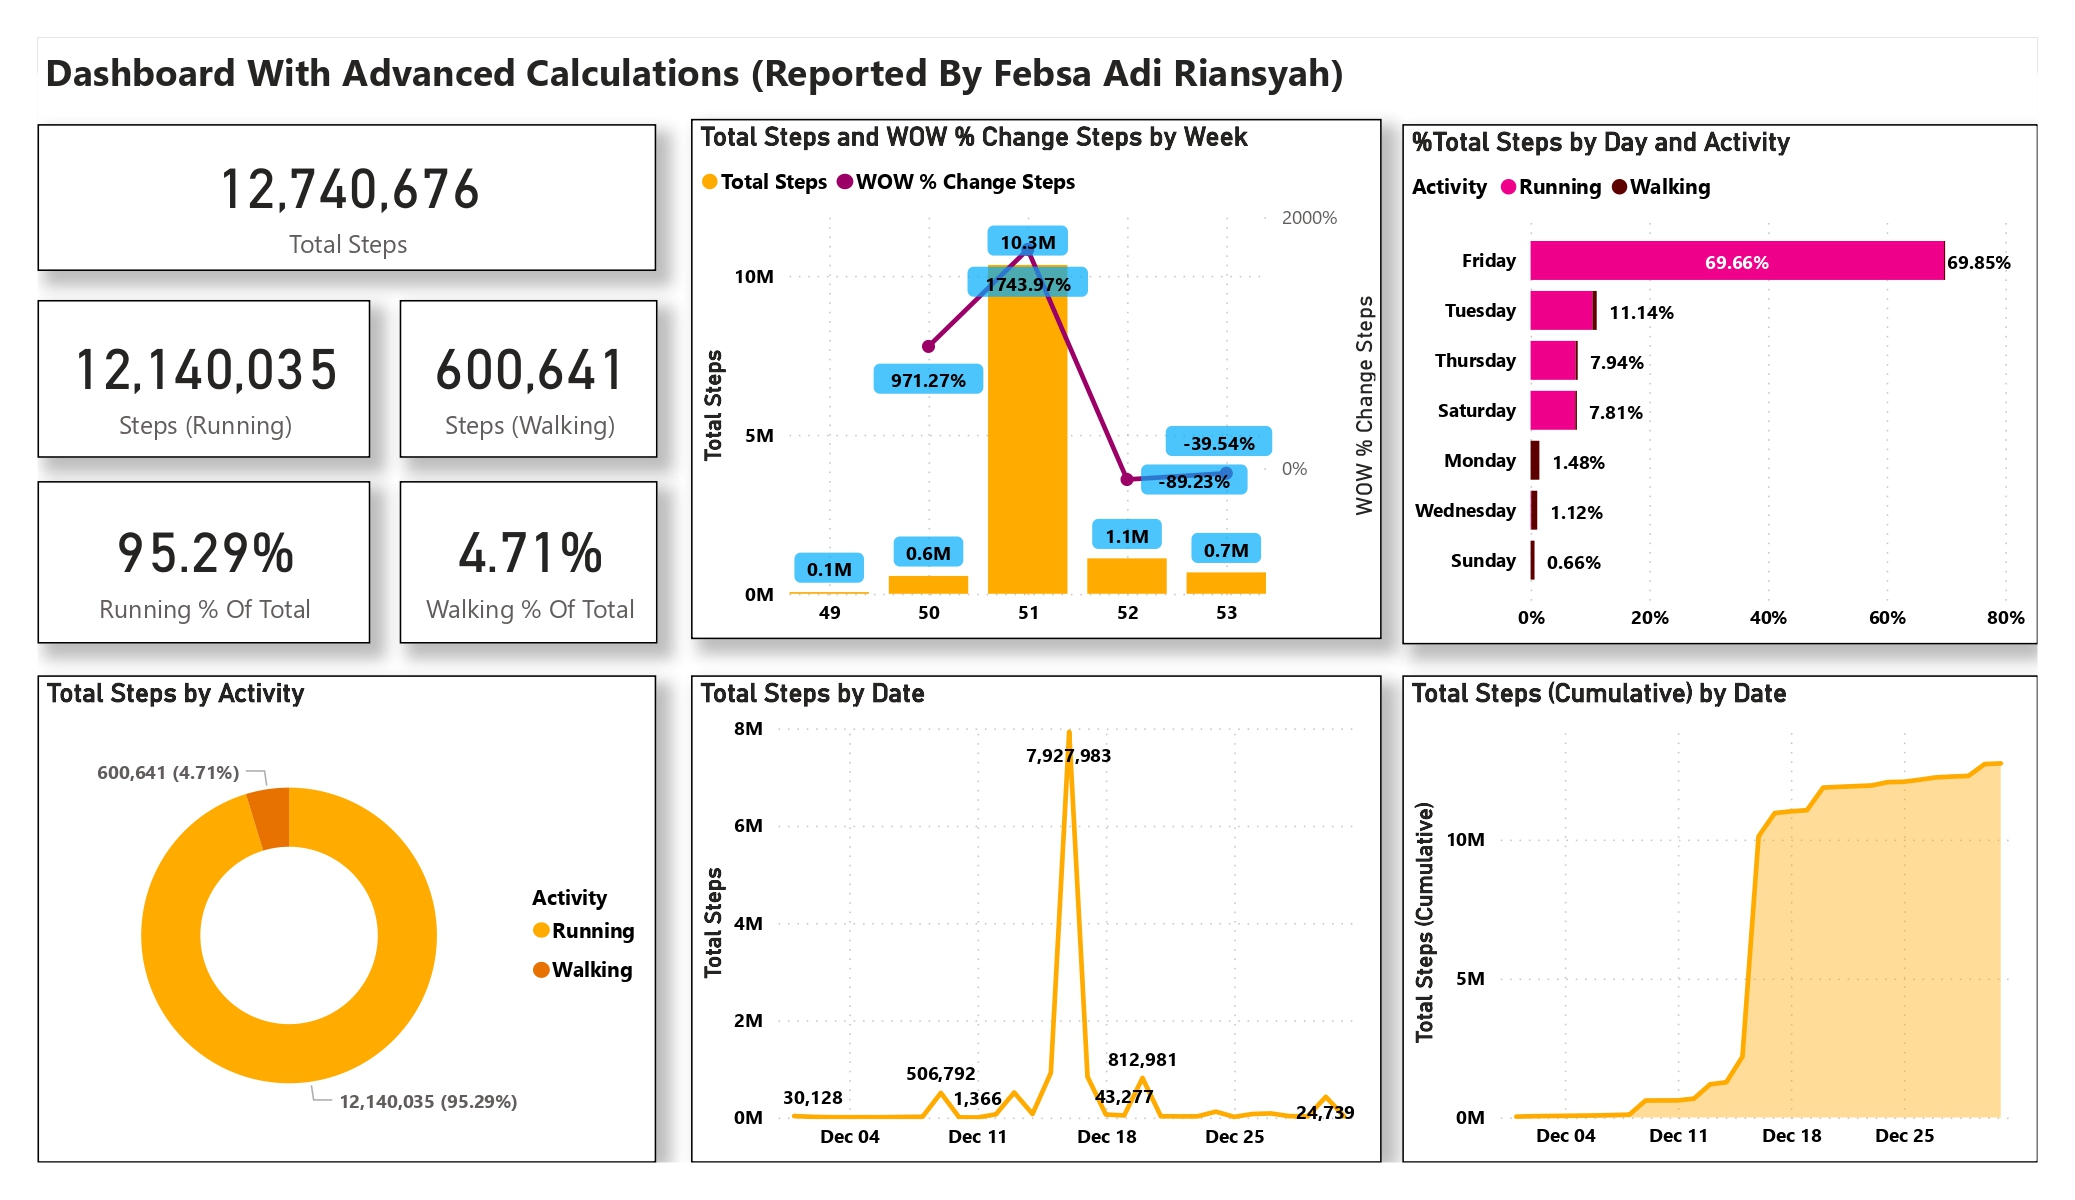 Dashboard With Advanced Calculations (Reported By Febsa Adi Riansyah)
12,740,676
Total Steps
12,140,035
Steps (Running)
600,641
Steps (Walking)
95.29%
Running % Of Total
4.71%
Walking % Of Total
Total Steps and WOW % Change Steps by Week
Total Steps WOW % Change Steps
Total Steps
WOW % Change Steps
2000%
0%
10M
5M
0M
10.3M
1743.97%
971.27%
-39.54%
-89.23%
0.1M
0.6M
1.1M
0.7M
49 50 51 52 53
%Total Steps by Day and Activity
Activity Running Walking
Friday 69.66% 69.85%
Tuesday 11.14%
Thursday 7.94%
Saturday 7.81%
Monday 1.48%
Wednesday 1.12%
Sunday 0.66%
0% 20% 40% 60% 80%
Total Steps by Activity
600,641 (4.71%)
12,140,035 (95.29%)
Activity
Running
Walking
Total Steps by Date
Total Steps
8M
6M
4M
2M
0M
7,927,983
812,981
506,792
30,128
1,366
43,277
24,739
Dec 04 Dec 11 Dec 18 Dec 25
Total Steps (Cumulative) by Date
Total Steps (Cumulative)
10M
5M
0M
Dec 04 Dec 11 Dec 18 Dec 25